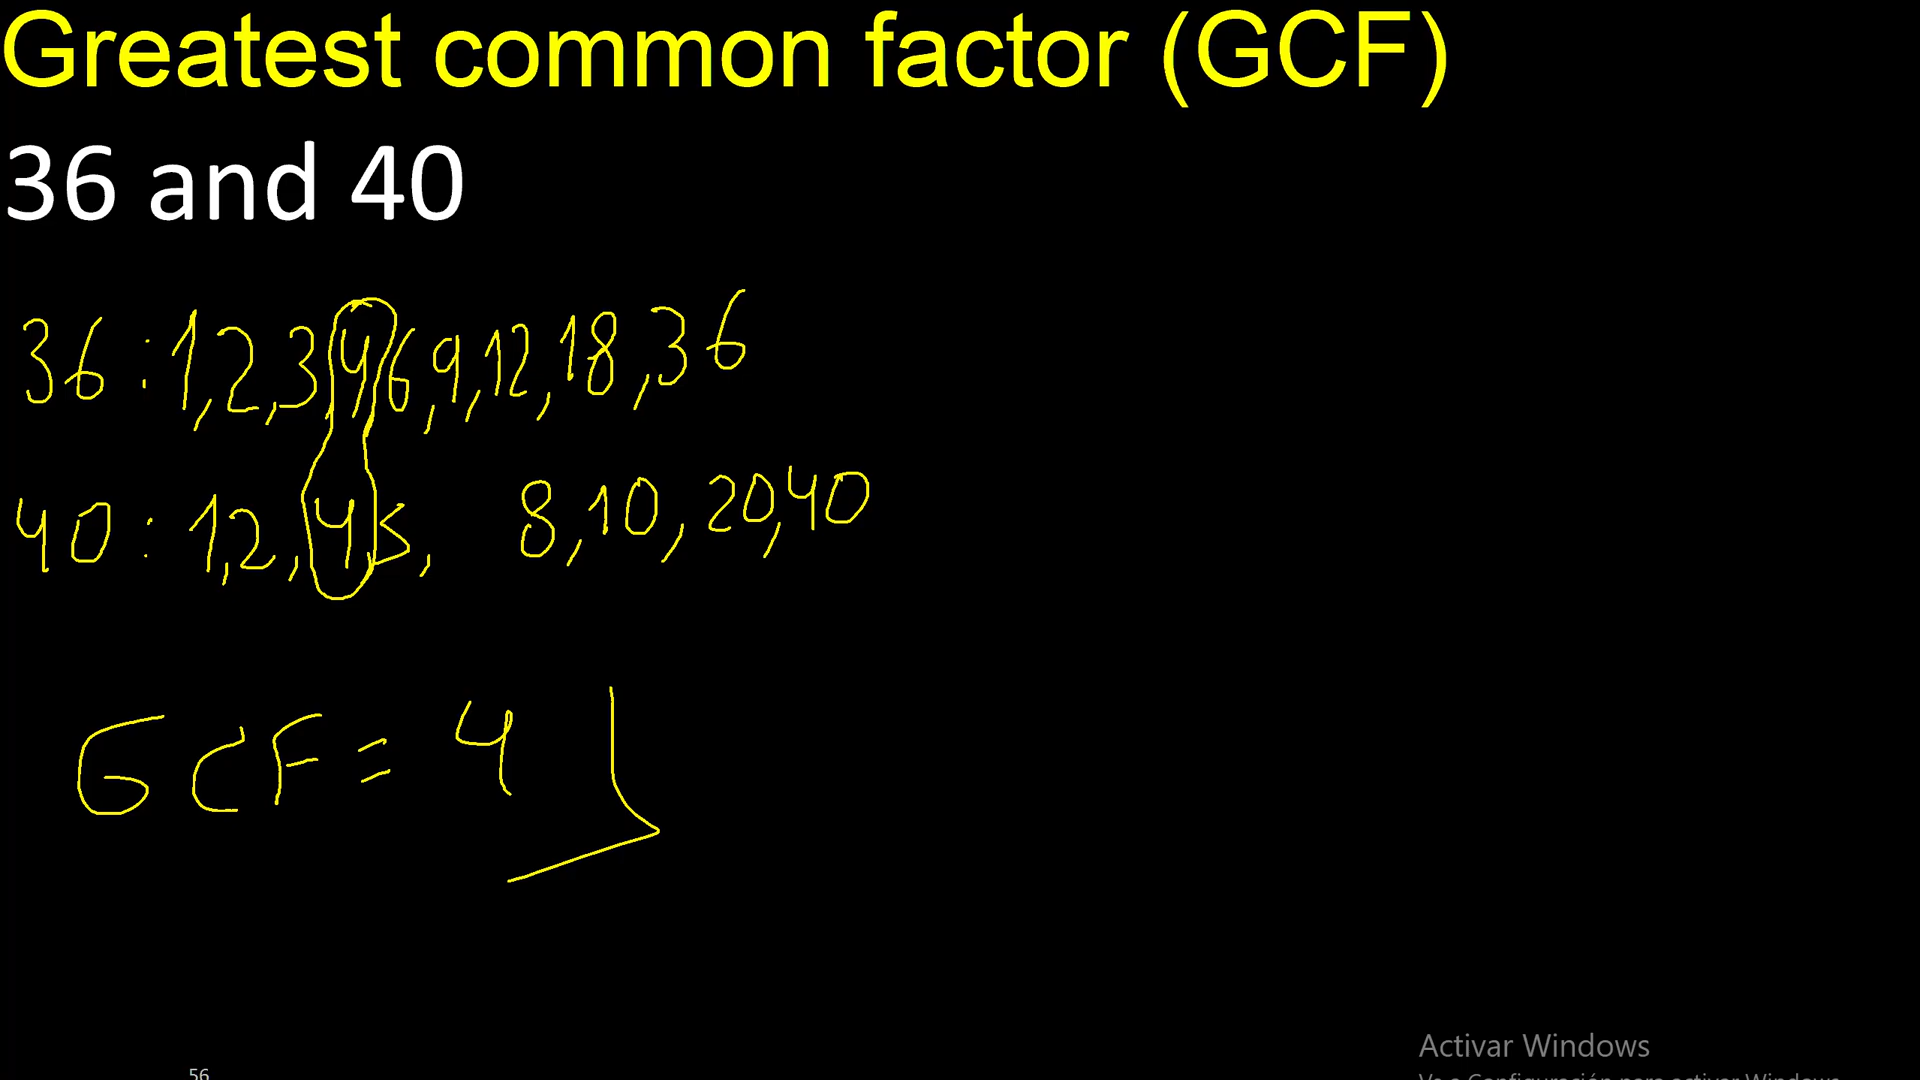 Greatest common factor (GCF)
36 and 40
36 : 1, 2, 3, 4, 6, 9, 12, 18, 36
40 : 1, 2, 4, 5, 8, 10, 20, 40
GCF = 4
Activar Windows
56